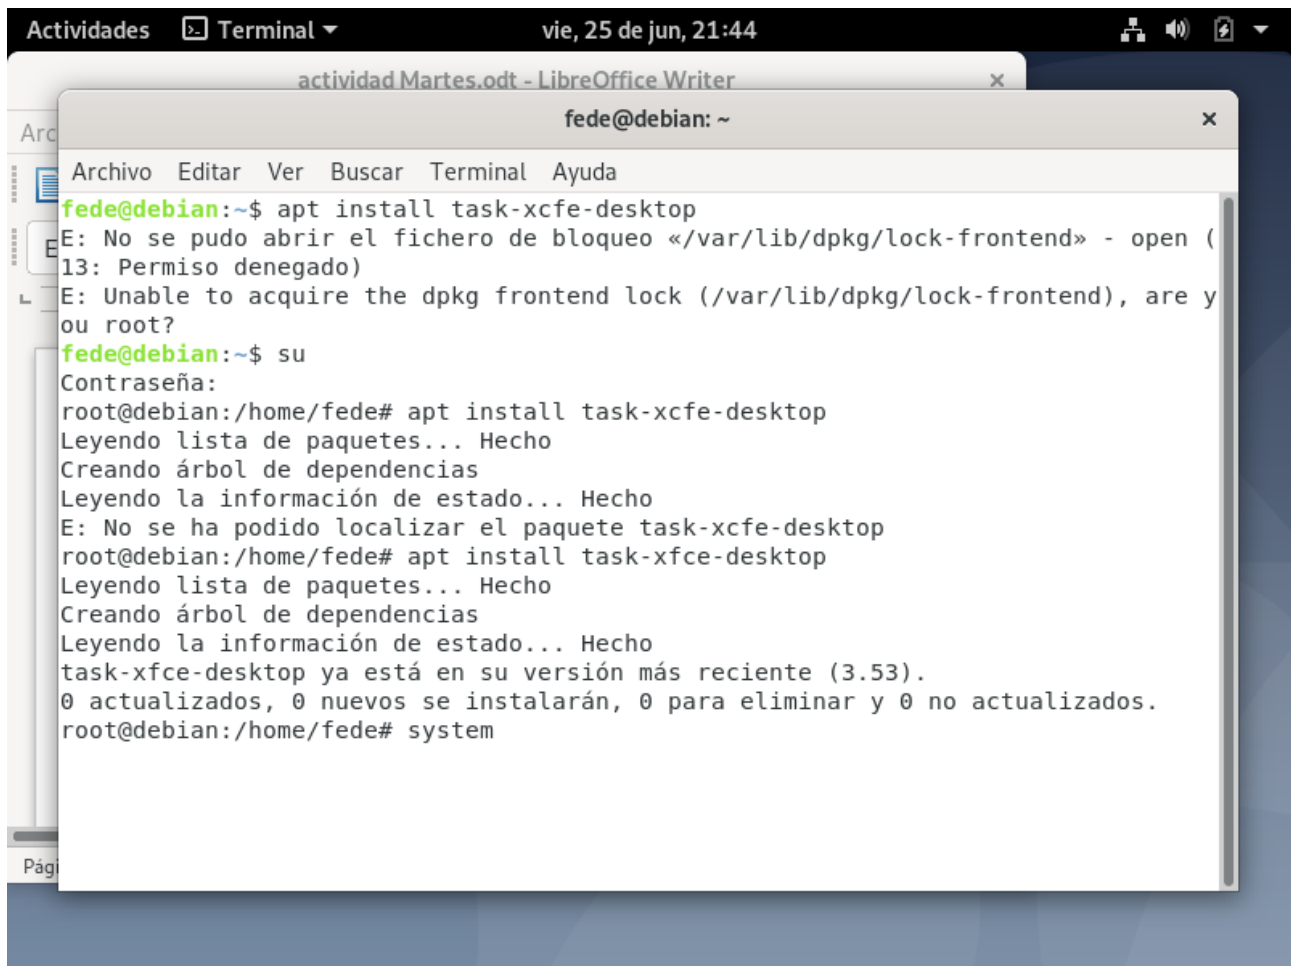 Actividades Terminal vie, 25 de jun, 21:44
actividad Martes.odt - LibreOffice Writer ×
Arc
fede@debian: ~ ×
Archivo Editar Ver Buscar Terminal Ayuda
fede@debian:~$ apt install task-xcfe-desktop
E: No se pudo abrir el fichero de bloqueo «/var/lib/dpkg/lock-frontend» - open (
13: Permiso denegado)
E: Unable to acquire the dpkg frontend lock (/var/lib/dpkg/lock-frontend), are y
ou root?
fede@debian:~$ su
Contraseña:
root@debian:/home/fede# apt install task-xcfe-desktop
Leyendo lista de paquetes... Hecho
Creando árbol de dependencias
Leyendo la información de estado... Hecho
E: No se ha podido localizar el paquete task-xcfe-desktop
root@debian:/home/fede# apt install task-xfce-desktop
Leyendo lista de paquetes... Hecho
Creando árbol de dependencias
Leyendo la información de estado... Hecho
task-xfce-desktop ya está en su versión más reciente (3.53).
0 actualizados, 0 nuevos se instalarán, 0 para eliminar y 0 no actualizados.
root@debian:/home/fede# system
E
Pági